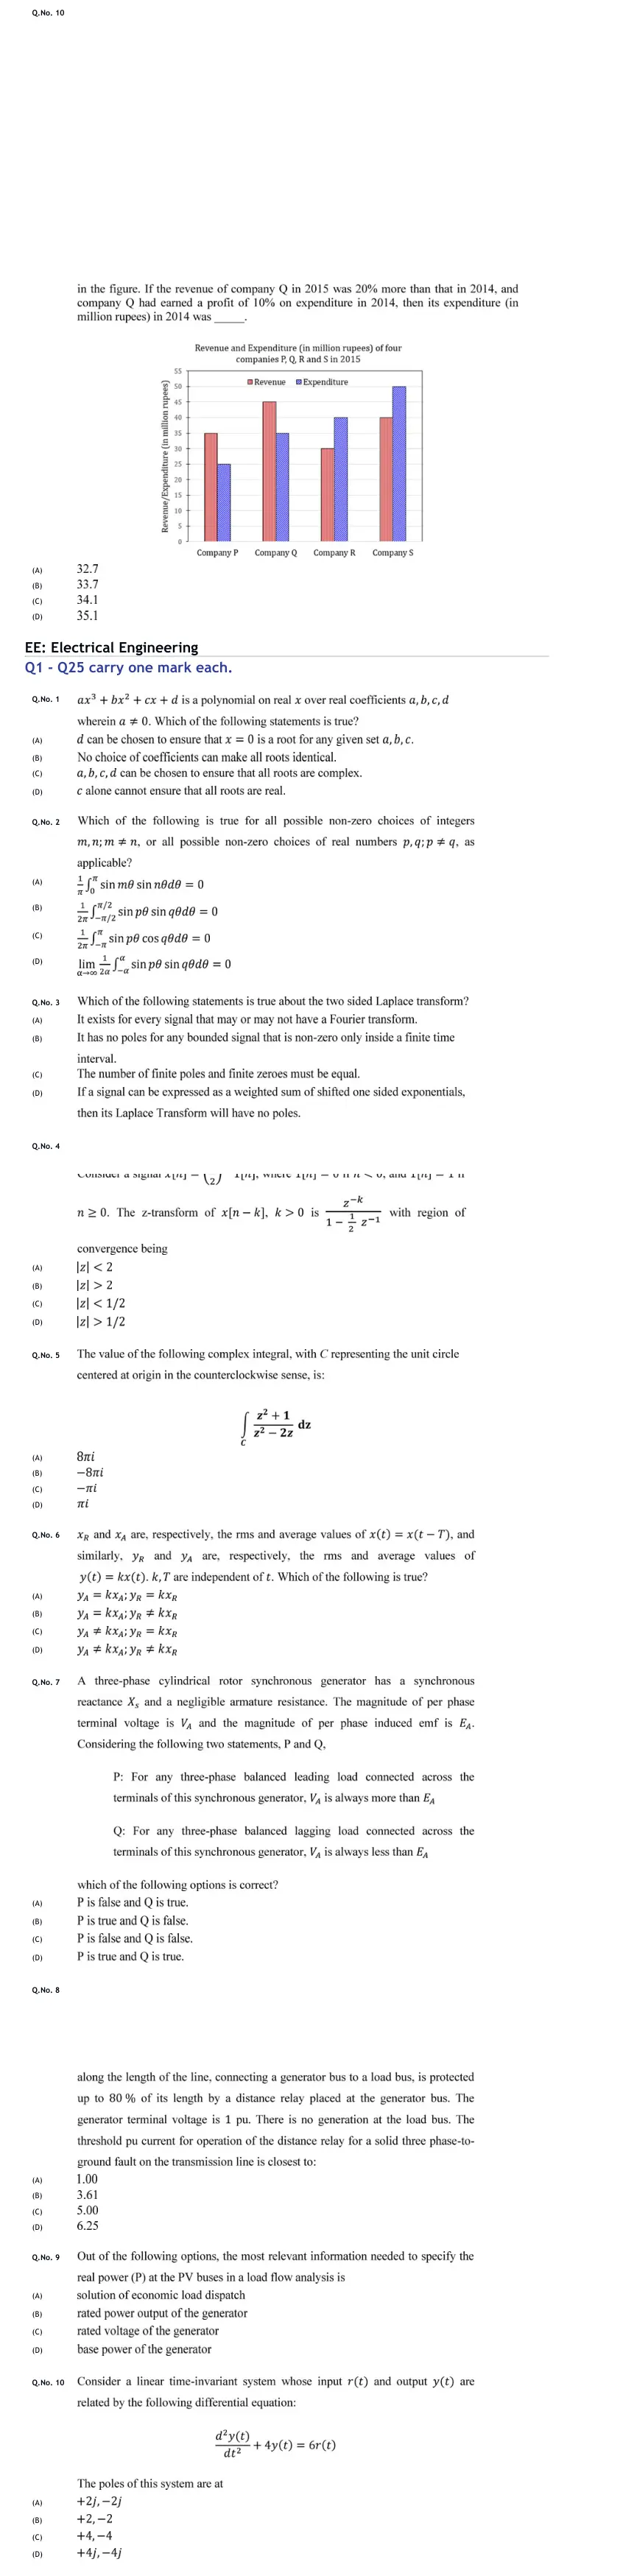 Q.No. 10
in the figure. If the revenue of company Q in 2015 was 20% more than that in 2014, and
company Q had earned a profit of 10% on expenditure in 2014, then its expenditure (in
million rupees) in 2014 was _____.
Revenue and Expenditure (in million rupees) of four
companies P, Q, R and S in 2015
Revenue Expenditure
Revenue/Expenditure (in million rupees)
55
50
45
40
35
30
25
20
15
10
5
0
Company P Company Q Company R Company S
(A) 32.7
(B) 33.7
(C) 34.1
(D) 35.1
EE: Electrical Engineering
Q1 - Q25 carry one mark each.
Q.No. 1 ax³ + bx² + cx + d is a polynomial on real x over real coefficients a, b, c, d
wherein a ≠ 0. Which of the following statements is true?
(A) d can be chosen to ensure that x = 0 is a root for any given set a, b, c.
(B) No choice of coefficients can make all roots identical.
(C) a, b, c, d can be chosen to ensure that all roots are complex.
(D) c alone cannot ensure that all roots are real.
Q.No. 2 Which of the following is true for all possible non-zero choices of integers
m, n; m ≠ n, or all possible non-zero choices of real numbers p, q; p ≠ q, as
applicable?
(A) 1/π ∫₀^π sin mθ sin nθdθ = 0
(B) 1/2π ∫_{-π/2}^{π/2} sin pθ sin qθdθ = 0
(C) 1/2π ∫_{-π}^{π} sin pθ cos qθdθ = 0
(D) lim_{α→∞} 1/2α ∫_{-α}^{α} sin pθ sin qθdθ = 0
Q.No. 3 Which of the following statements is true about the two sided Laplace transform?
(A) It exists for every signal that may or may not have a Fourier transform.
(B) It has no poles for any bounded signal that is non-zero only inside a finite time
interval.
(C) The number of finite poles and finite zeroes must be equal.
(D) If a signal can be expressed as a weighted sum of shifted one sided exponentials,
then its Laplace Transform will have no poles.
Q.No. 4
Consider a signal x[n] = ( 2) 1[n], where 1[n] = 0 if n < 0, and 1[n] = 1 if
n ≥ 0. The z-transform of x[n − k], k > 0 is z^{-k} / (1 − 1/2 z^{-1}) with region of
convergence being
(A) |z| < 2
(B) |z| > 2
(C) |z| < 1/2
(D) |z| > 1/2
Q.No. 5 The value of the following complex integral, with C representing the unit circle
centered at origin in the counterclockwise sense, is:
∫_C (z² + 1)/(z² − 2z) dz
(A) 8πi
(B) −8πi
(C) −πi
(D) πi
Q.No. 6 x_R and x_A are, respectively, the rms and average values of x(t) = x(t − T), and
similarly, y_R and y_A are, respectively, the rms and average values of
y(t) = kx(t). k, T are independent of t. Which of the following is true?
(A) y_A = kx_A; y_R = kx_R
(B) y_A = kx_A; y_R ≠ kx_R
(C) y_A ≠ kx_A; y_R = kx_R
(D) y_A ≠ kx_A; y_R ≠ kx_R
Q.No. 7 A three-phase cylindrical rotor synchronous generator has a synchronous
reactance X_s and a negligible armature resistance. The magnitude of per phase
terminal voltage is V_A and the magnitude of per phase induced emf is E_A.
Considering the following two statements, P and Q,
P: For any three-phase balanced leading load connected across the
terminals of this synchronous generator, V_A is always more than E_A
Q: For any three-phase balanced lagging load connected across the
terminals of this synchronous generator, V_A is always less than E_A
which of the following options is correct?
(A) P is false and Q is true.
(B) P is true and Q is false.
(C) P is false and Q is false.
(D) P is true and Q is true.
Q.No. 8
along the length of the line, connecting a generator bus to a load bus, is protected
up to 80 % of its length by a distance relay placed at the generator bus. The
generator terminal voltage is 1 pu. There is no generation at the load bus. The
threshold pu current for operation of the distance relay for a solid three phase-to-
ground fault on the transmission line is closest to:
(A) 1.00
(B) 3.61
(C) 5.00
(D) 6.25
Q.No. 9 Out of the following options, the most relevant information needed to specify the
real power (P) at the PV buses in a load flow analysis is
(A) solution of economic load dispatch
(B) rated power output of the generator
(C) rated voltage of the generator
(D) base power of the generator
Q.No. 10 Consider a linear time-invariant system whose input r(t) and output y(t) are
related by the following differential equation:
d²y(t)/dt² + 4y(t) = 6r(t)
The poles of this system are at
(A) +2j, −2j
(B) +2, −2
(C) +4, −4
(D) +4j, −4j